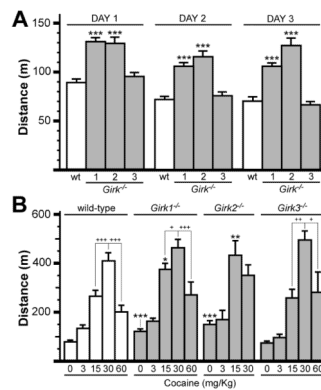 A
DAY 1 DAY 2 DAY 3
Distance (m)
150
100
50
0
*** *** *** *** *** ***
wt 1 2 3 wt 1 2 3 wt 1 2 3
Girk-/- Girk-/- Girk-/-
B
wild-type Girk1-/- Girk2-/- Girk3-/-
Distance (m)
600
400
200
+++ +++ + +++ ++ +
*** * *** **
0 3 15 30 60 0 3 15 30 60 0 3 15 30 60 0 3 15 30 60
Cocaine (mg/Kg)